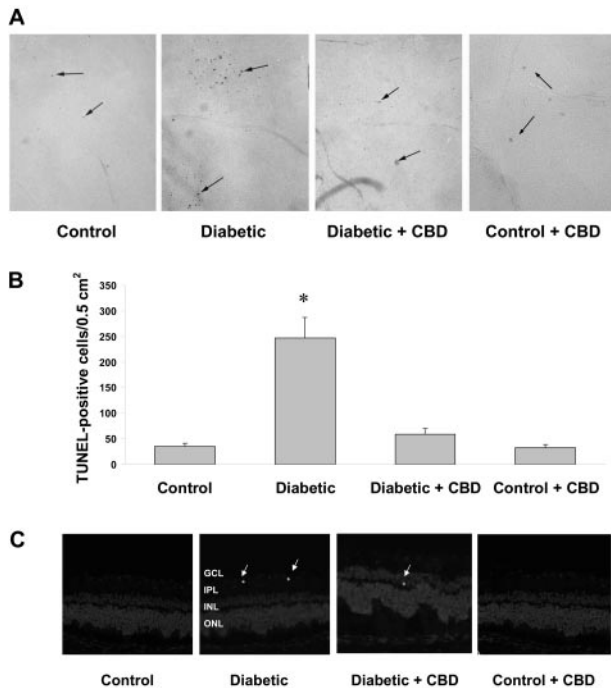 A
Control Diabetic Diabetic + CBD Control + CBD
B
TUNEL-positive cells/0.5 cm²
350
300
250
200
150
100
50
0
*
Control Diabetic Diabetic + CBD Control + CBD
C
GCL
IPL
INL
ONL
Control Diabetic Diabetic + CBD Control + CBD